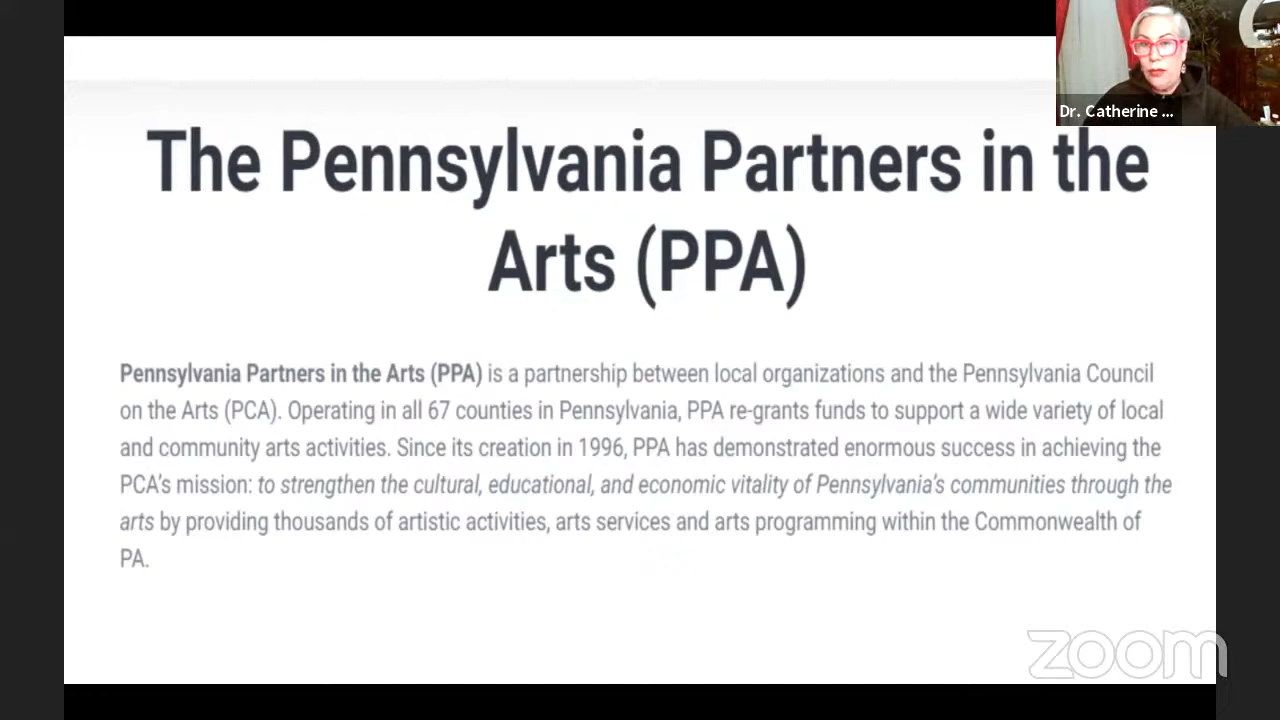 Dr. Catherine ...
The Pennsylvania Partners in the
Arts (PPA)
Pennsylvania Partners in the Arts (PPA) is a partnership between local organizations and the Pennsylvania Council
on the Arts (PCA). Operating in all 67 counties in Pennsylvania, PPA re-grants funds to support a wide variety of local
and community arts activities. Since its creation in 1996, PPA has demonstrated enormous success in achieving the
PCA’s mission: to strengthen the cultural, educational, and economic vitality of Pennsylvania’s communities through the
arts by providing thousands of artistic activities, arts services and arts programming within the Commonwealth of
PA.
zoom